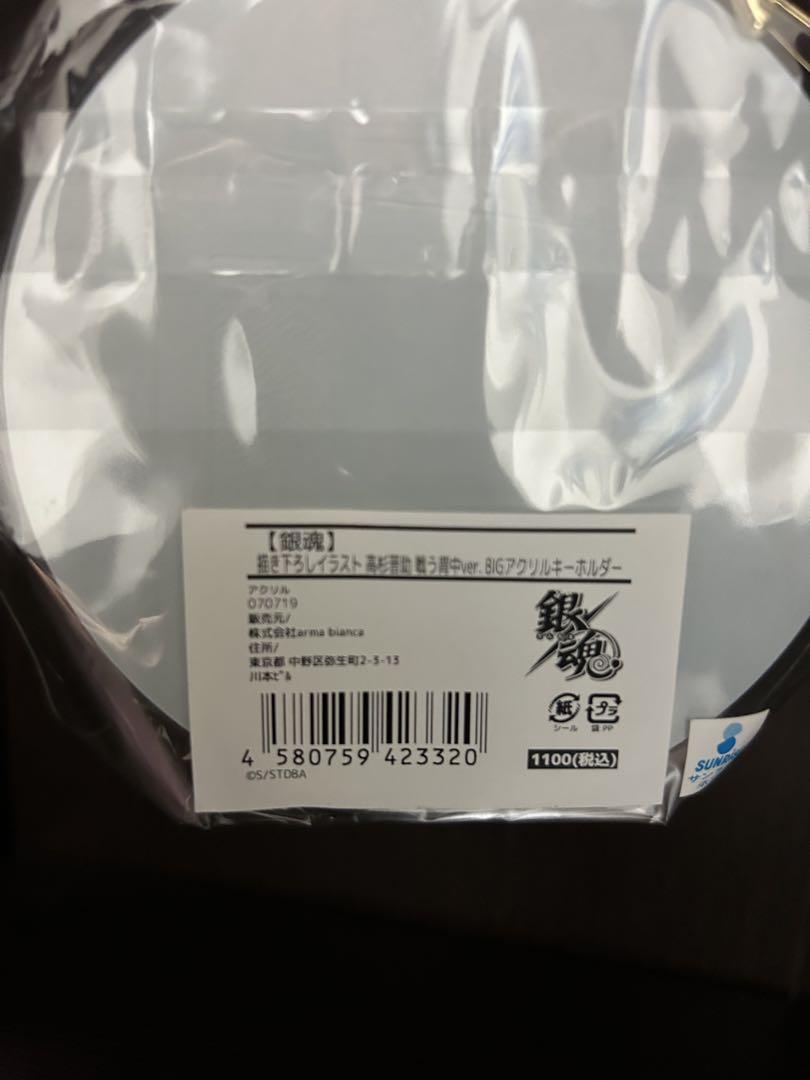 【銀魂】
描き下ろしイラスト 高杉晋助 戦う背中ver. BIGアクリルキーホルダー
アクリル
070719
販売元/
株式会社arma bianca
住所/
東京都 中野区弥生町2-3-13
川本ビル
銀魂
紙
シール
プラ
袋 PP
4 580759 423320
1100(税込)
©S/STDBA
SUNRISE